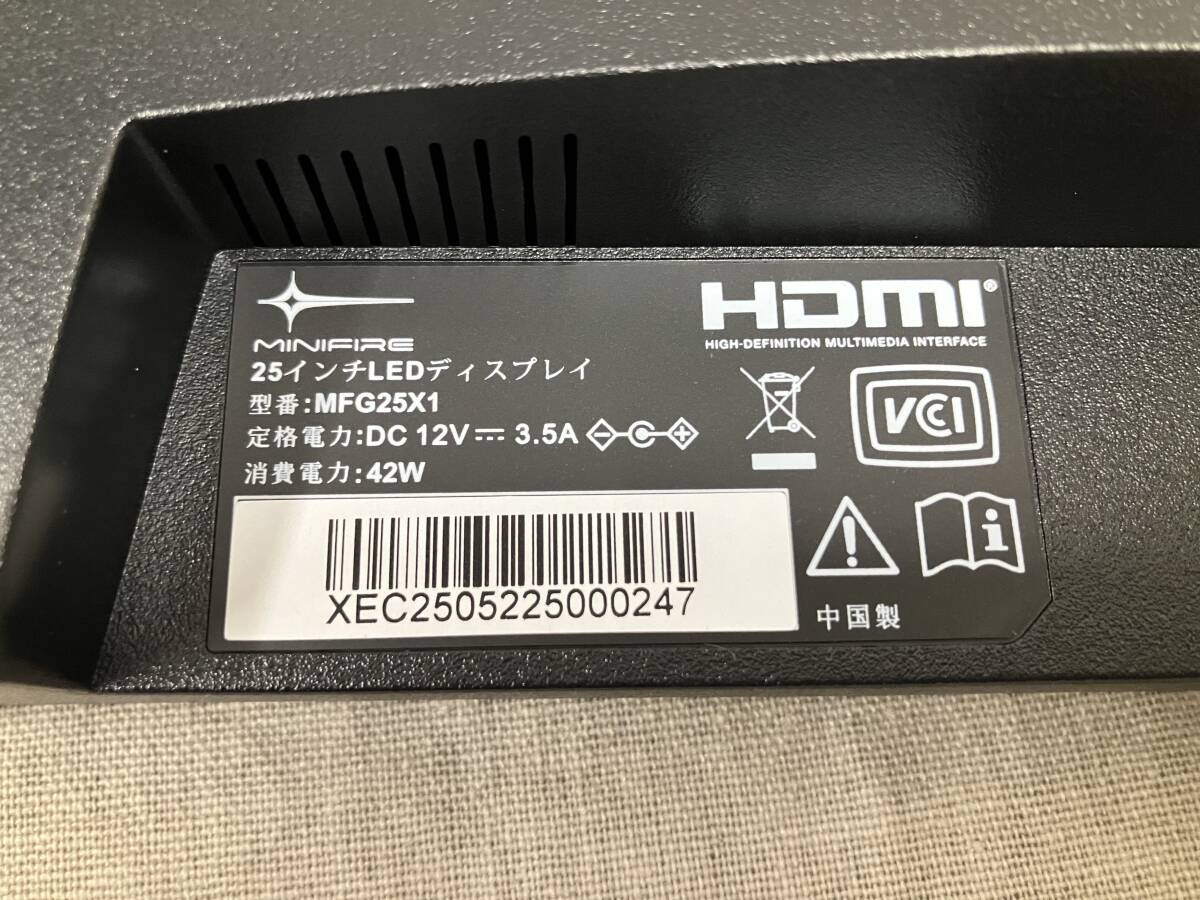 MINIFIRE
25インチLEDディスプレイ
型番:MFG25X1
定格電力:DC 12V⎓ 3.5A
消費電力:42W
XEC2505225000247
HDMI®
HIGH-DEFINITION MULTIMEDIA INTERFACE
VCCI
中国製